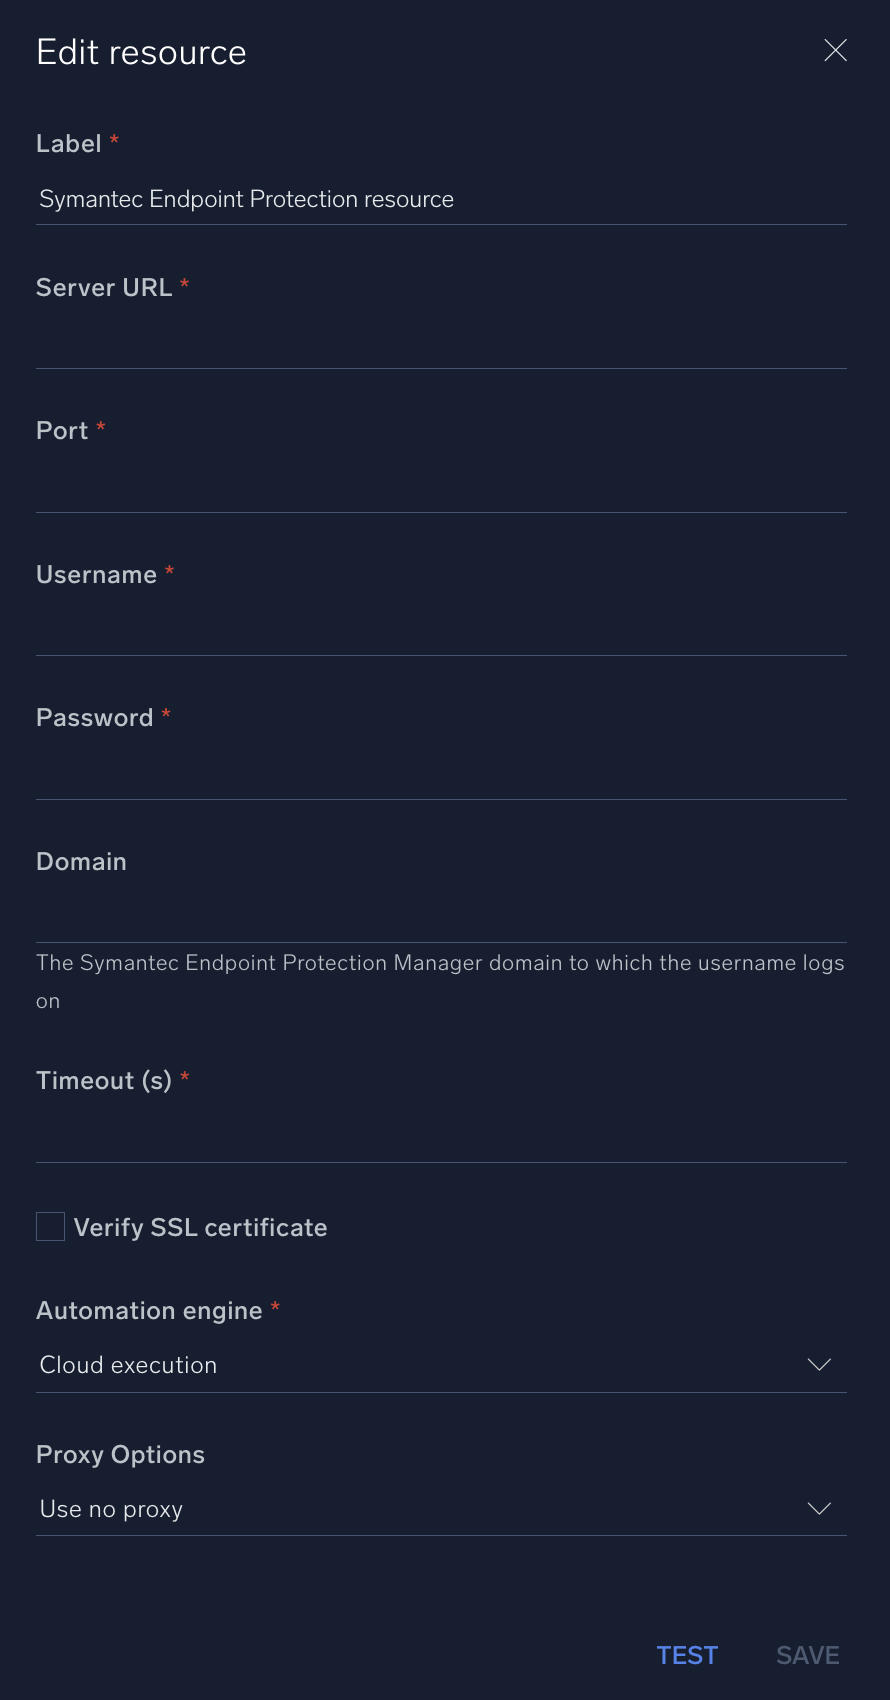 Edit resource
Label *
Symantec Endpoint Protection resource
Server URL *
Port *
Username *
Password *
Domain
The Symantec Endpoint Protection Manager domain to which the username logs
on
Timeout (s) *
Verify SSL certificate
Automation engine *
Cloud execution
Proxy Options
Use no proxy
TEST SAVE